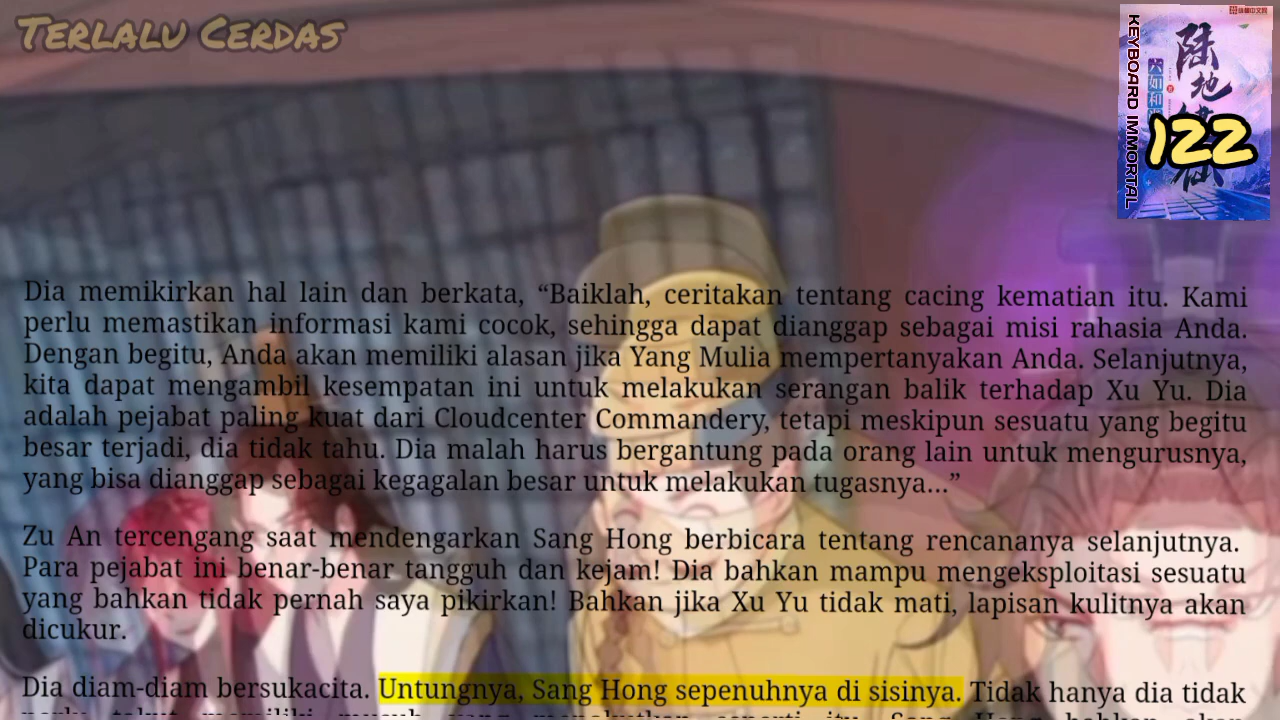 Terlalu Cerdas
KEYBOARD IMMORTAL
陆地
122
Dia memikirkan hal lain dan berkata, “Baiklah, ceritakan tentang cacing kematian itu. Kami
perlu memastikan informasi kami cocok, sehingga dapat dianggap sebagai misi rahasia Anda.
Dengan begitu, Anda akan memiliki alasan jika Yang Mulia mempertanyakan Anda. Selanjutnya,
kita dapat mengambil kesempatan ini untuk melakukan serangan balik terhadap Xu Yu. Dia
adalah pejabat paling kuat dari Cloudcenter Commandery, tetapi meskipun sesuatu yang begitu
besar terjadi, dia tidak tahu. Dia malah harus bergantung pada orang lain untuk mengurusnya,
yang bisa dianggap sebagai kegagalan besar untuk melakukan tugasnya...”
Zu An tercengang saat mendengarkan Sang Hong berbicara tentang rencananya selanjutnya.
Para pejabat ini benar-benar tangguh dan kejam! Dia bahkan mampu mengeksploitasi sesuatu
yang bahkan tidak pernah saya pikirkan! Bahkan jika Xu Yu tidak mati, lapisan kulitnya akan
dicukur.
Dia diam-diam bersukacita. Untungnya, Sang Hong sepenuhnya di sisinya. Tidak hanya dia tidak